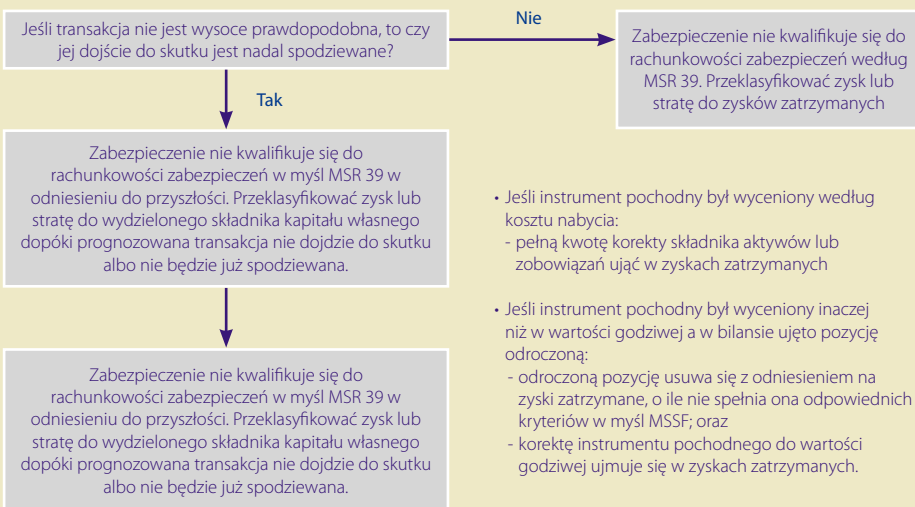 Jeśli transakcja nie jest wysoce prawdopodobna, to czy
jej dojście do skutku jest nadal spodziewane?
Nie
Zabezpieczenie nie kwalifikuje się do
rachunkowości zabezpieczeń według
MSR 39. Przeklasyfikować zysk lub
stratę do zysków zatrzymanych
Tak
Zabezpieczenie nie kwalifikuje się do
rachunkowości zabezpieczeń w myśl MSR 39 w
odniesieniu do przyszłości. Przeklasyfikować zysk lub
stratę do wydzielonego składnika kapitału własnego
dopóki prognozowana transakcja nie dojdzie do skutku
albo nie będzie już spodziewana.
• Jeśli instrument pochodny był wyceniony według
kosztu nabycia:
- pełną kwotę korekty składnika aktywów lub
zobowiązań ująć w zyskach zatrzymanych
• Jeśli instrument pochodny był wyceniony inaczej
niż w wartości godziwej a w bilansie ujęto pozycję
odroczoną:
- odroczoną pozycję usuwa się z odniesieniem na
zyski zatrzymane, o ile nie spełnia ona odpowiednich
kryteriów w myśl MSSF; oraz
- korektę instrumentu pochodnego do wartości
godziwej ujmuje się w zyskach zatrzymanych.
Zabezpieczenie nie kwalifikuje się do
rachunkowości zabezpieczeń w myśl MSR 39 w
odniesieniu do przyszłości. Przeklasyfikować zysk lub
stratę do wydzielonego składnika kapitału własnego
dopóki prognozowana transakcja nie dojdzie do skutku
albo nie będzie już spodziewana.